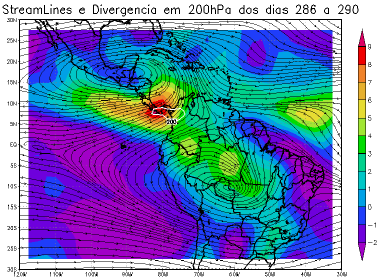 StreamLines e Divergencia em 200hPa dos dias 286 a 290
30N
25N
20N
15N
10N
5N
EQ
5S
10S
15S
20S
25S
30S
120W 110W 100W 90W 80W 70W 60W 50W 40W 30W
200
9
8
7
6
5
4
3
2
1
0
-1
-2